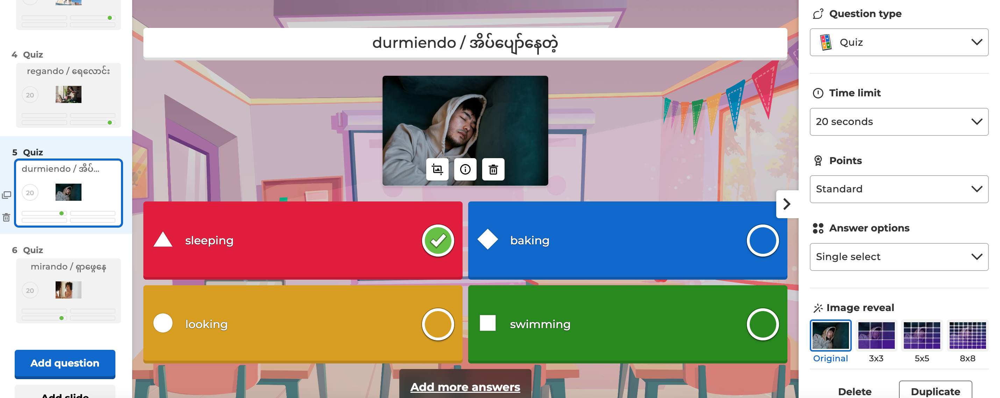 4 Quiz
regando / ရေလောင်း
20
5 Quiz
durmiendo / အိပ်...
20
6 Quiz
mirando / ရှာဖွေနေ
20
Add question
Add slide
durmiendo / အိပ်ပျော်နေတဲ့
sleeping
baking
looking
swimming
Add more answers
Question type
Quiz
Time limit
20 seconds
Points
Standard
Answer options
Single select
Image reveal
Original
3x3
5x5
8x8
Delete
Duplicate